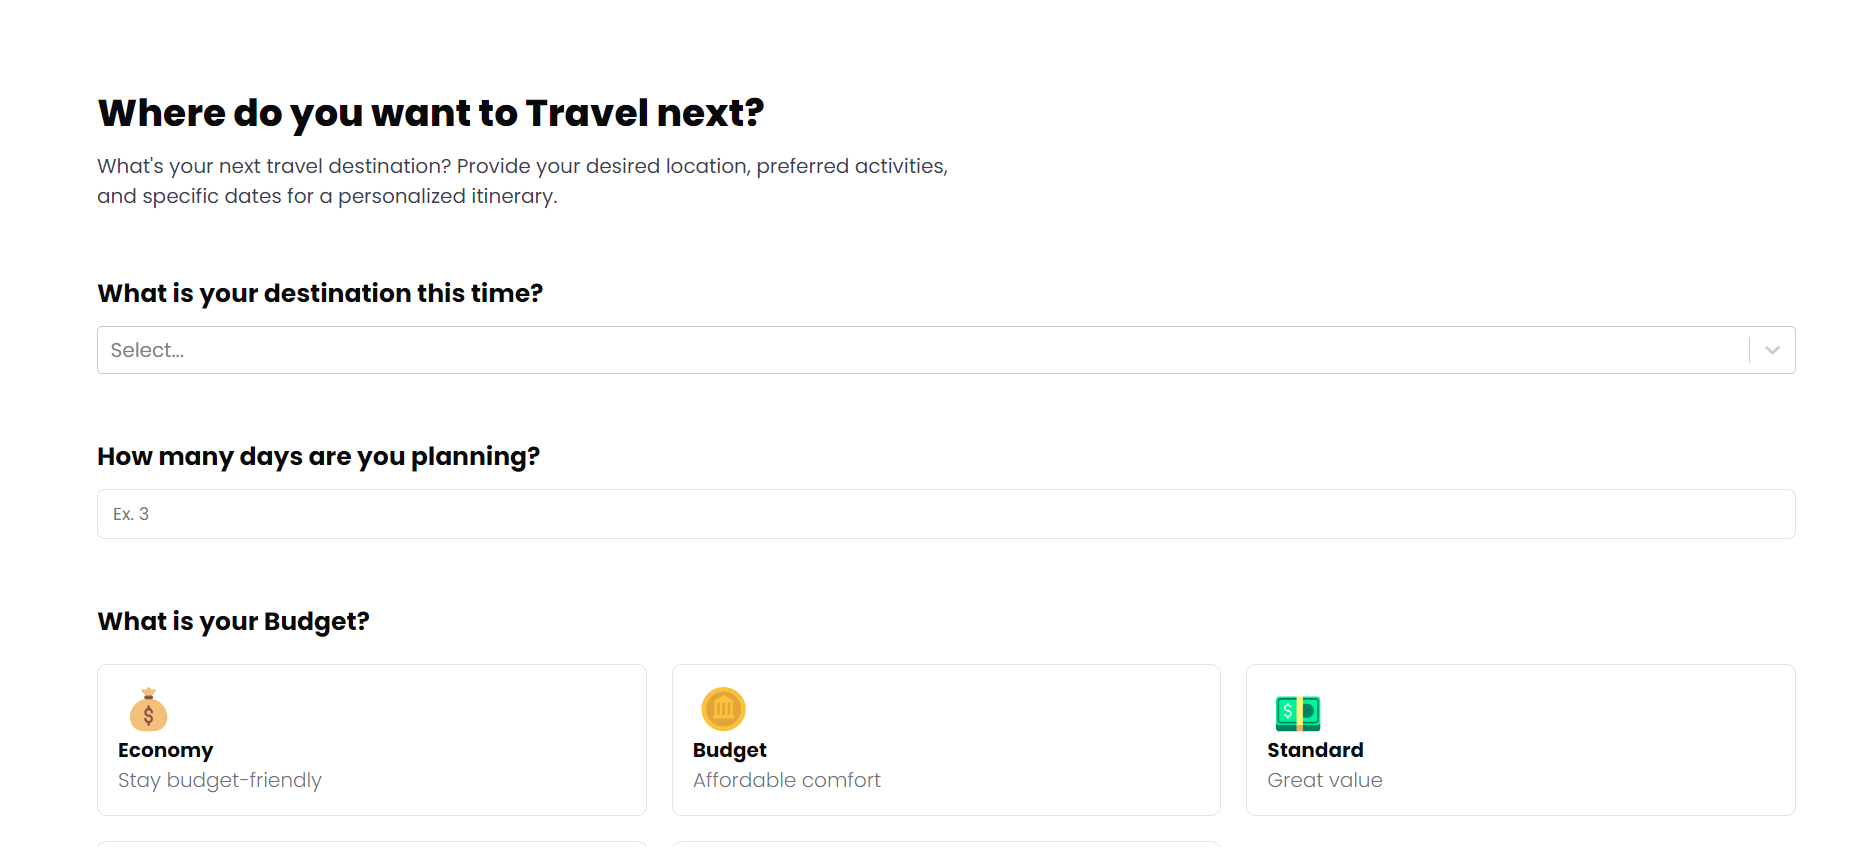 Where do you want to Travel next?
What's your next travel destination? Provide your desired location, preferred activities,
and specific dates for a personalized itinerary.
What is your destination this time?
Select...
How many days are you planning?
Ex. 3
What is your Budget?
$
Economy
Stay budget-friendly
Budget
Affordable comfort
$
Standard
Great value